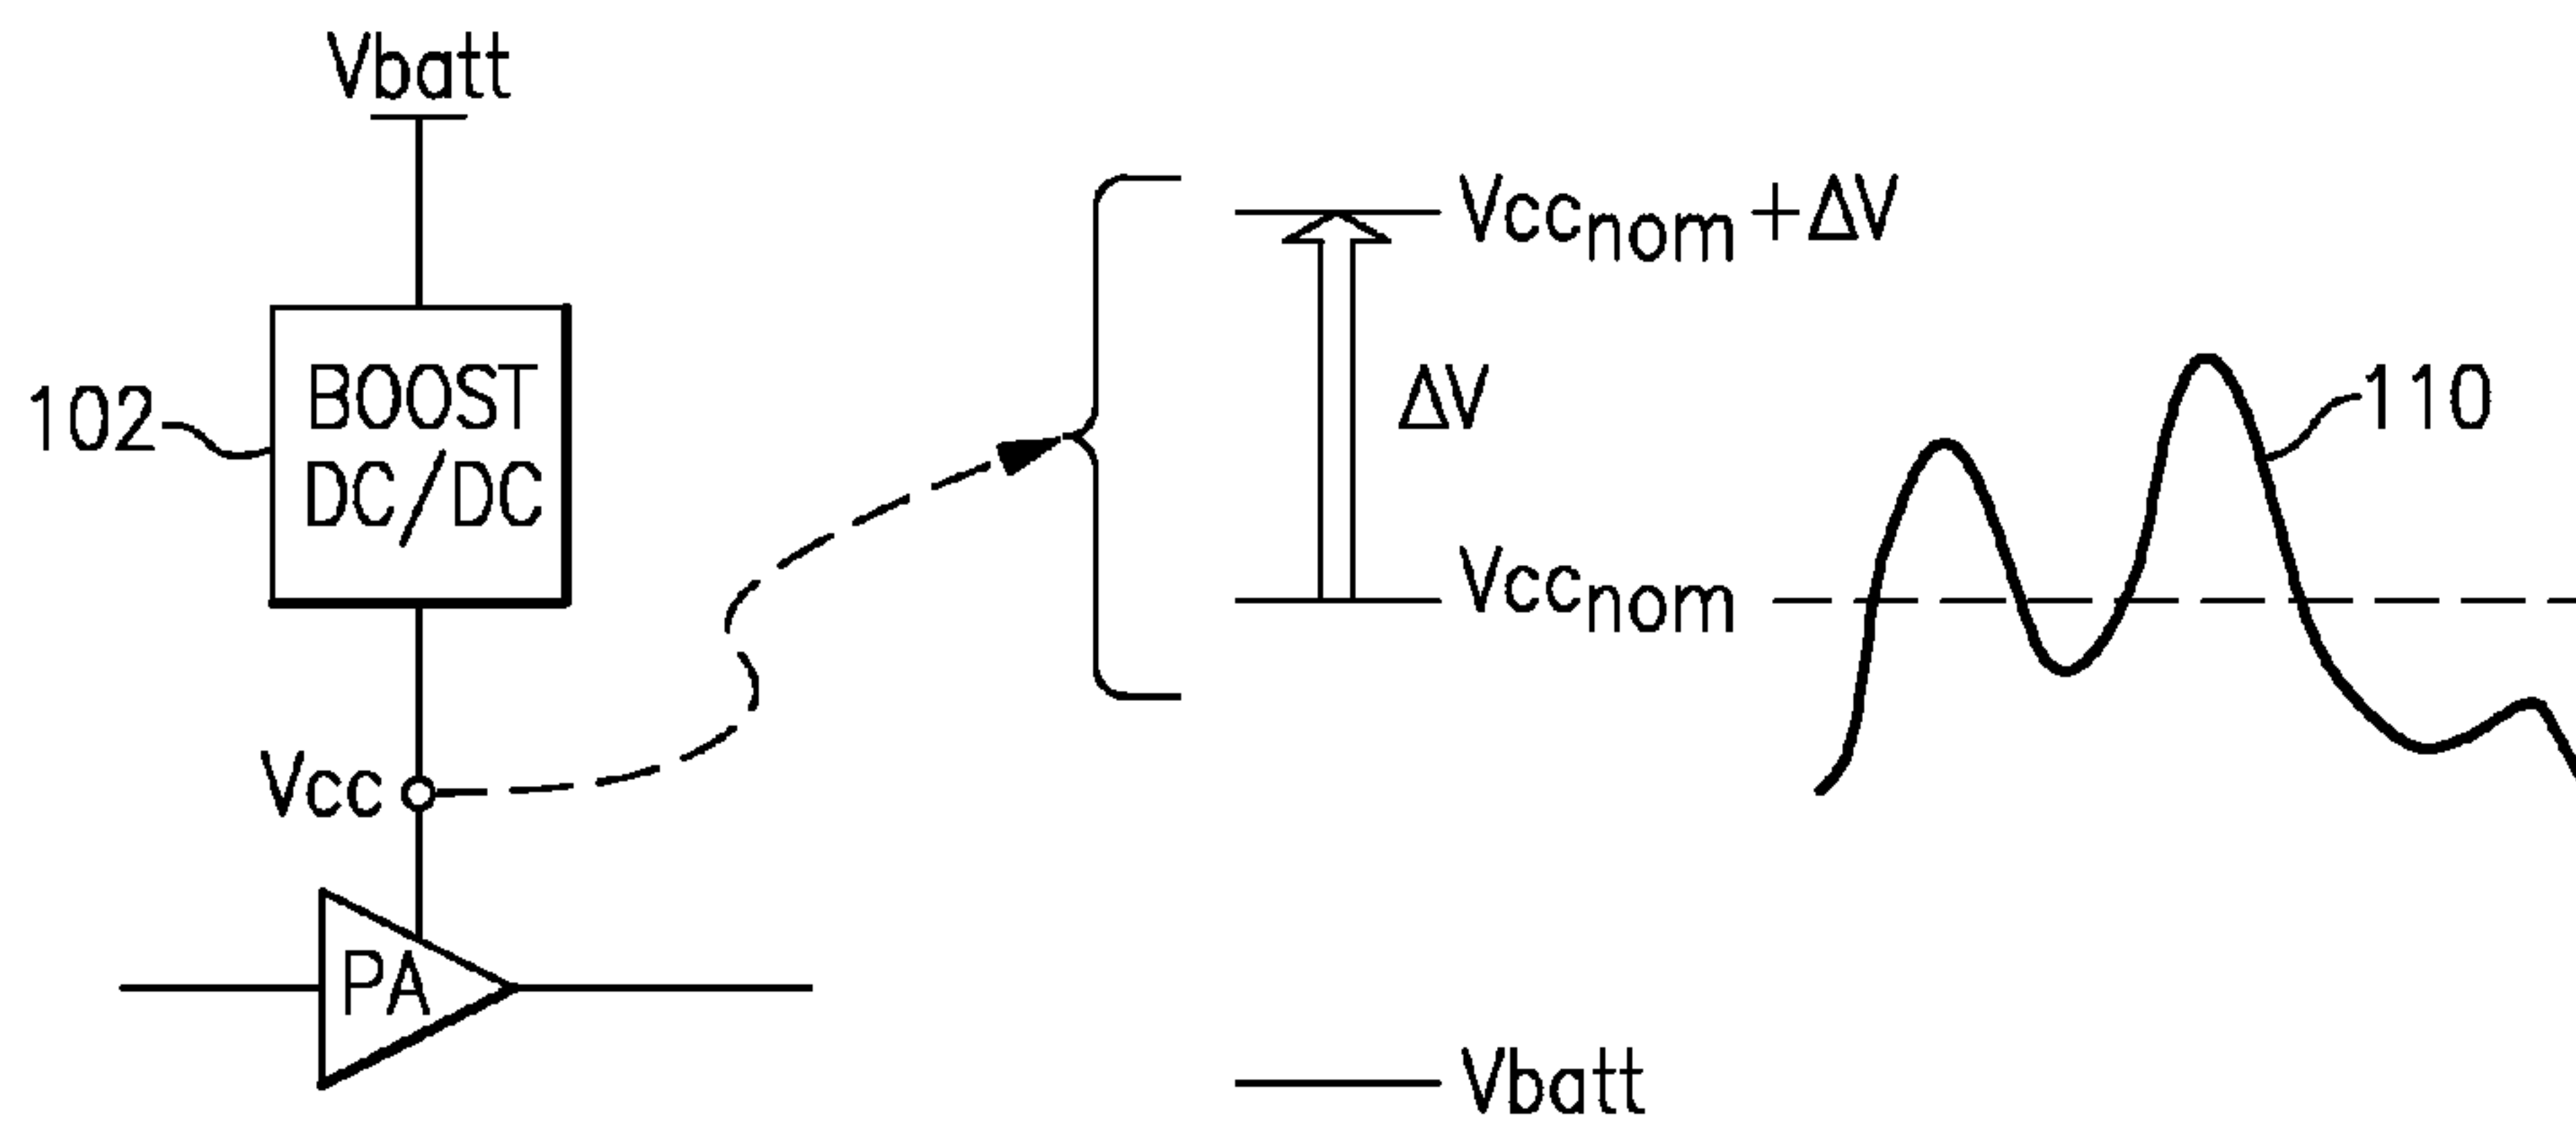 Vbatt
BOOST
DC/DC
102
Vcc
PA
Vccnom+ΔV
ΔV
Vccnom
110
Vbatt